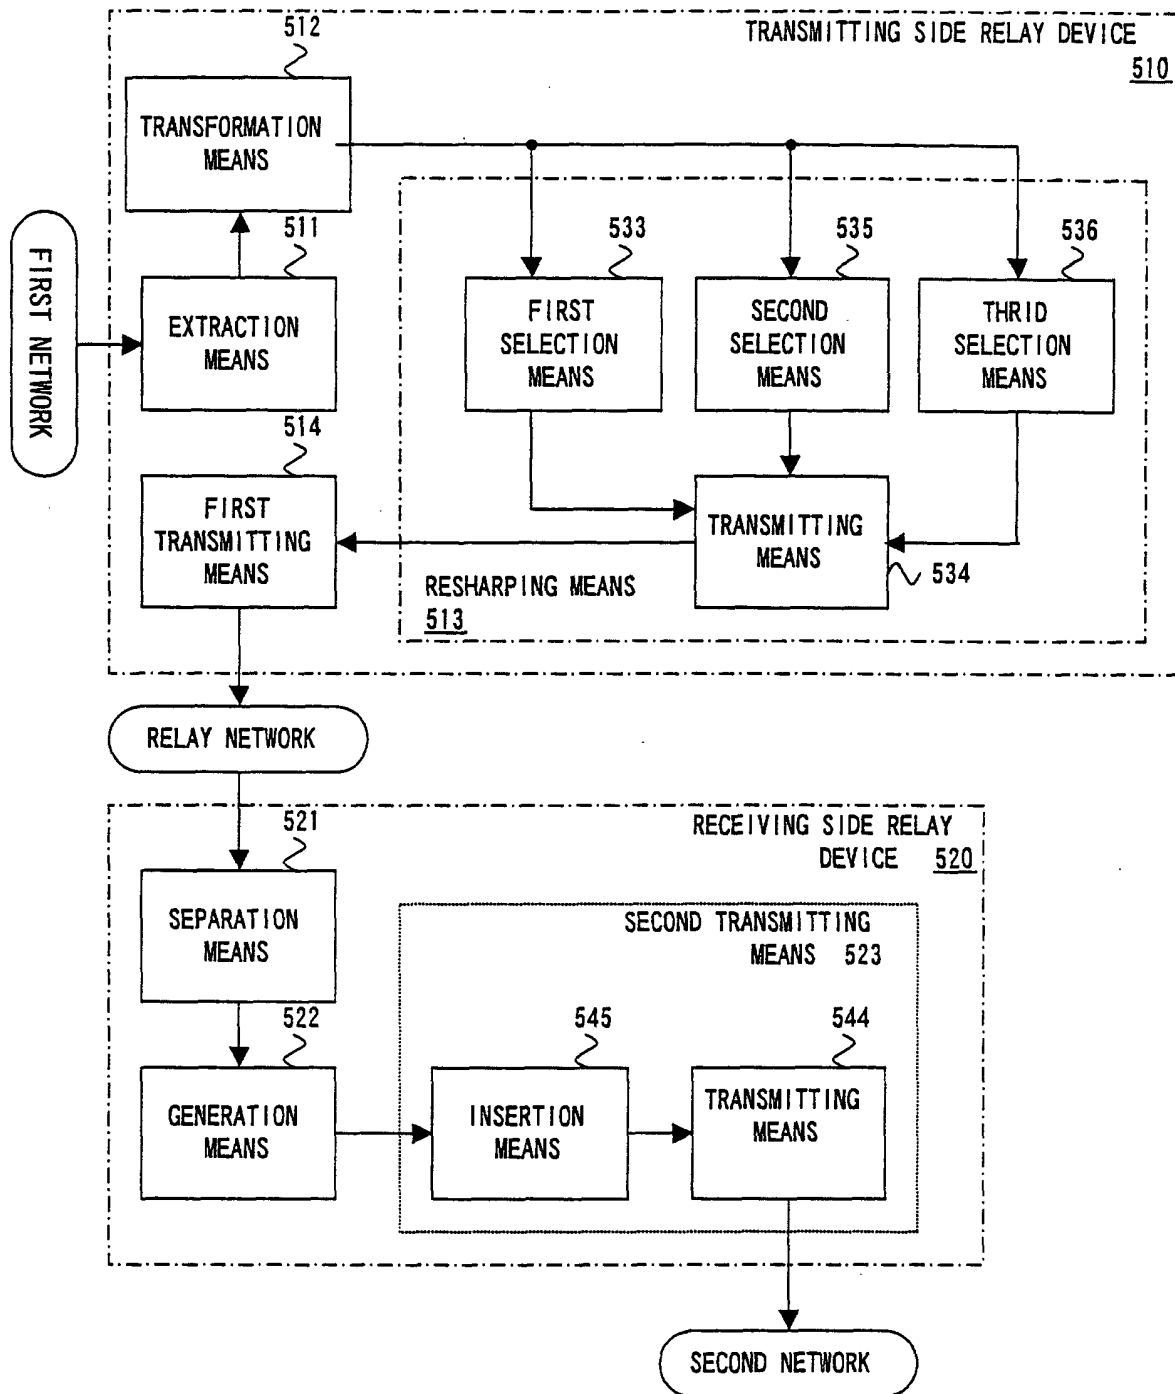 TRANSMITTING SIDE RELAY DEVICE
510
512
TRANSFORMATION
MEANS
FIRST NETWORK
511
EXTRACTION
MEANS
533
FIRST
SELECTION
MEANS
535
SECOND
SELECTION
MEANS
536
THRID
SELECTION
MEANS
514
FIRST
TRANSMITTING
MEANS
TRANSMITTING
MEANS
534
RESHARPING MEANS
513
RELAY NETWORK
RECEIVING SIDE RELAY
DEVICE 520
521
SEPARATION
MEANS
SECOND TRANSMITTING
MEANS 523
522
GENERATION
MEANS
545
INSERTION
MEANS
544
TRANSMITTING
MEANS
SECOND NETWORK